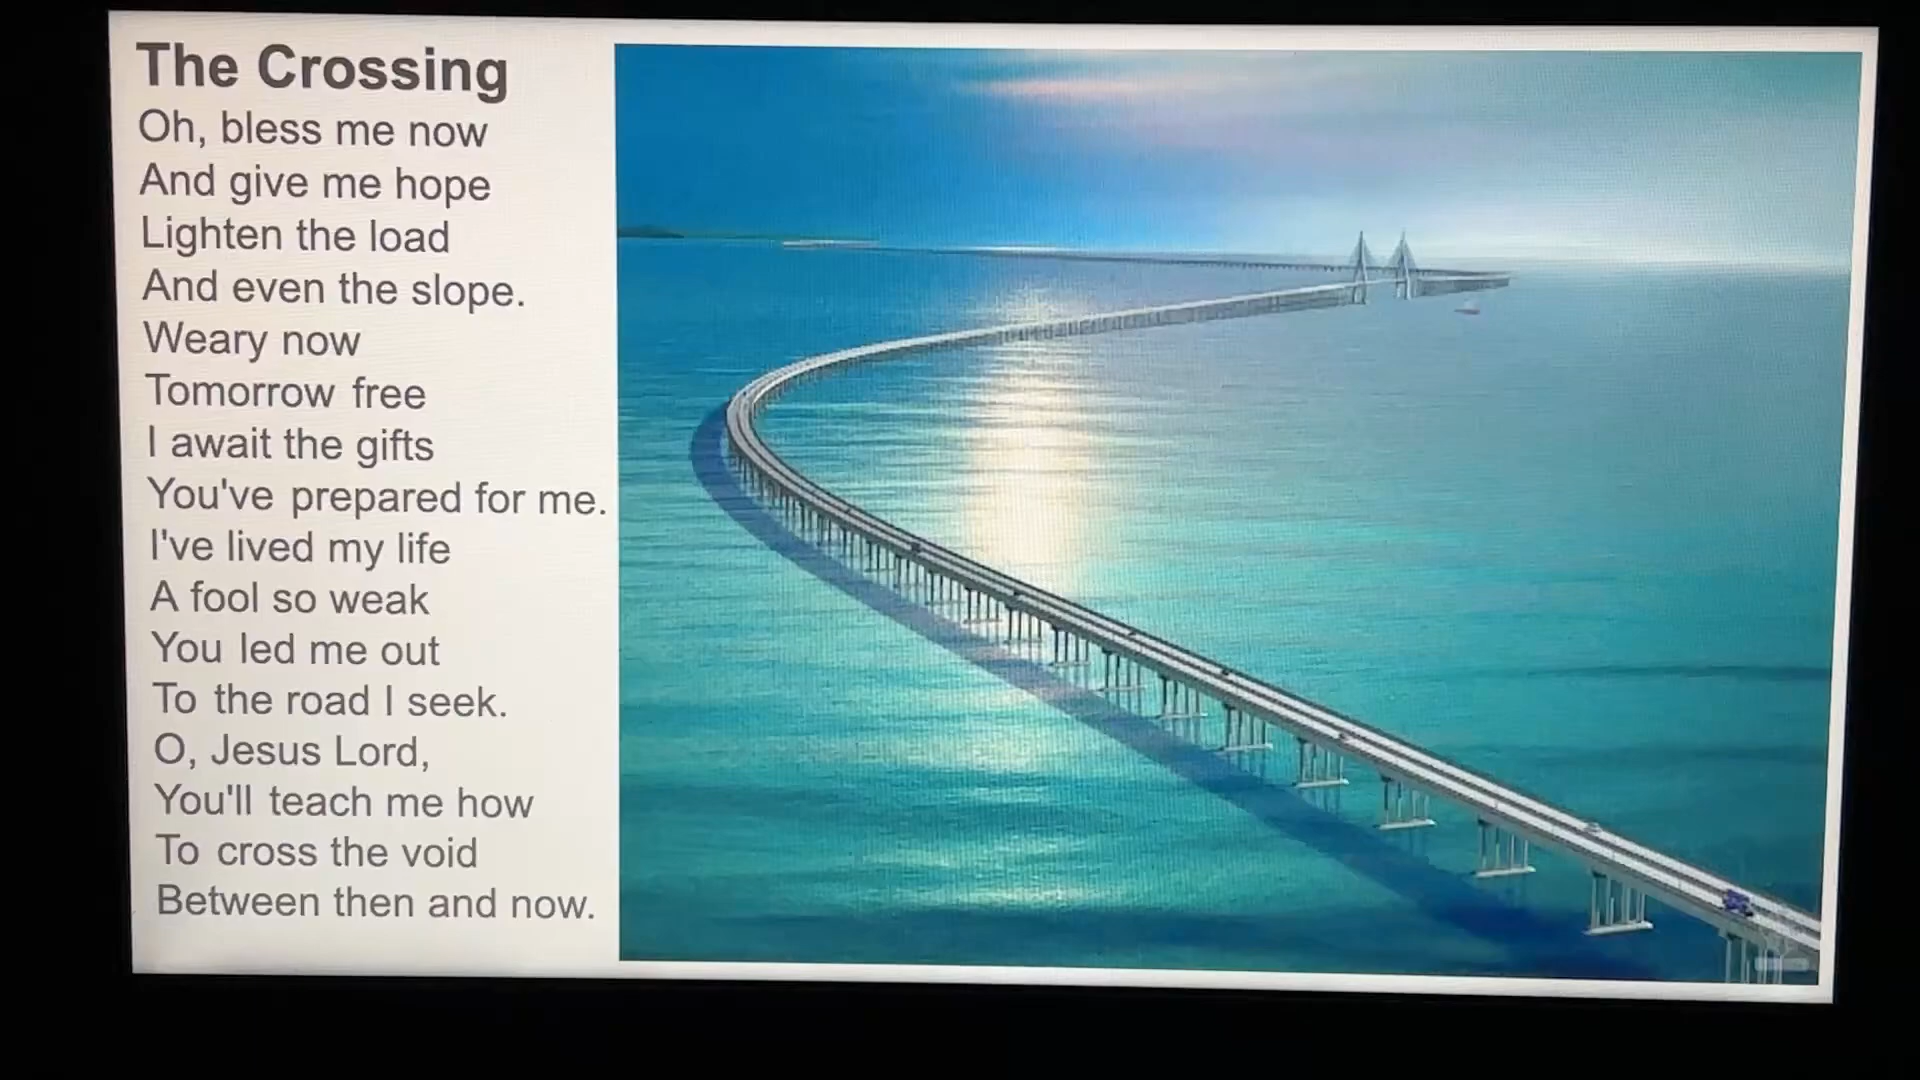 The Crossing
Oh, bless me now
And give me hope
Lighten the load
And even the slope.
Weary now
Tomorrow free
I await the gifts
You've prepared for me.
I've lived my life
A fool so weak
You led me out
To the road I seek.
O, Jesus Lord,
You'll teach me how
To cross the void
Between then and now.